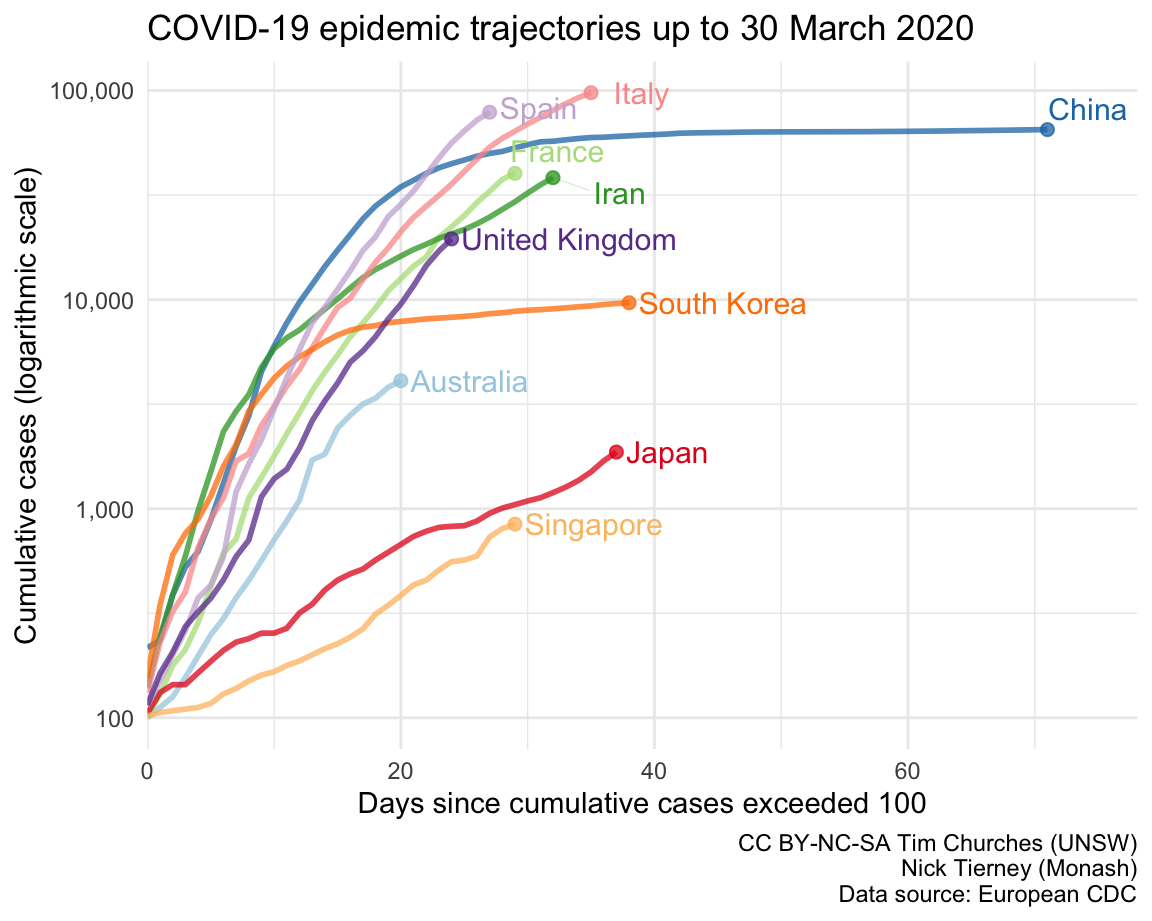 COVID-19 epidemic trajectories up to 30 March 2020
Cumulative cases (logarithmic scale)
100,000
10,000
1,000
100
Spain
Italy
China
France
Iran
United Kingdom
South Korea
Australia
Japan
Singapore
0 20 40 60
Days since cumulative cases exceeded 100
CC BY-NC-SA Tim Churches (UNSW)
Nick Tierney (Monash)
Data source: European CDC